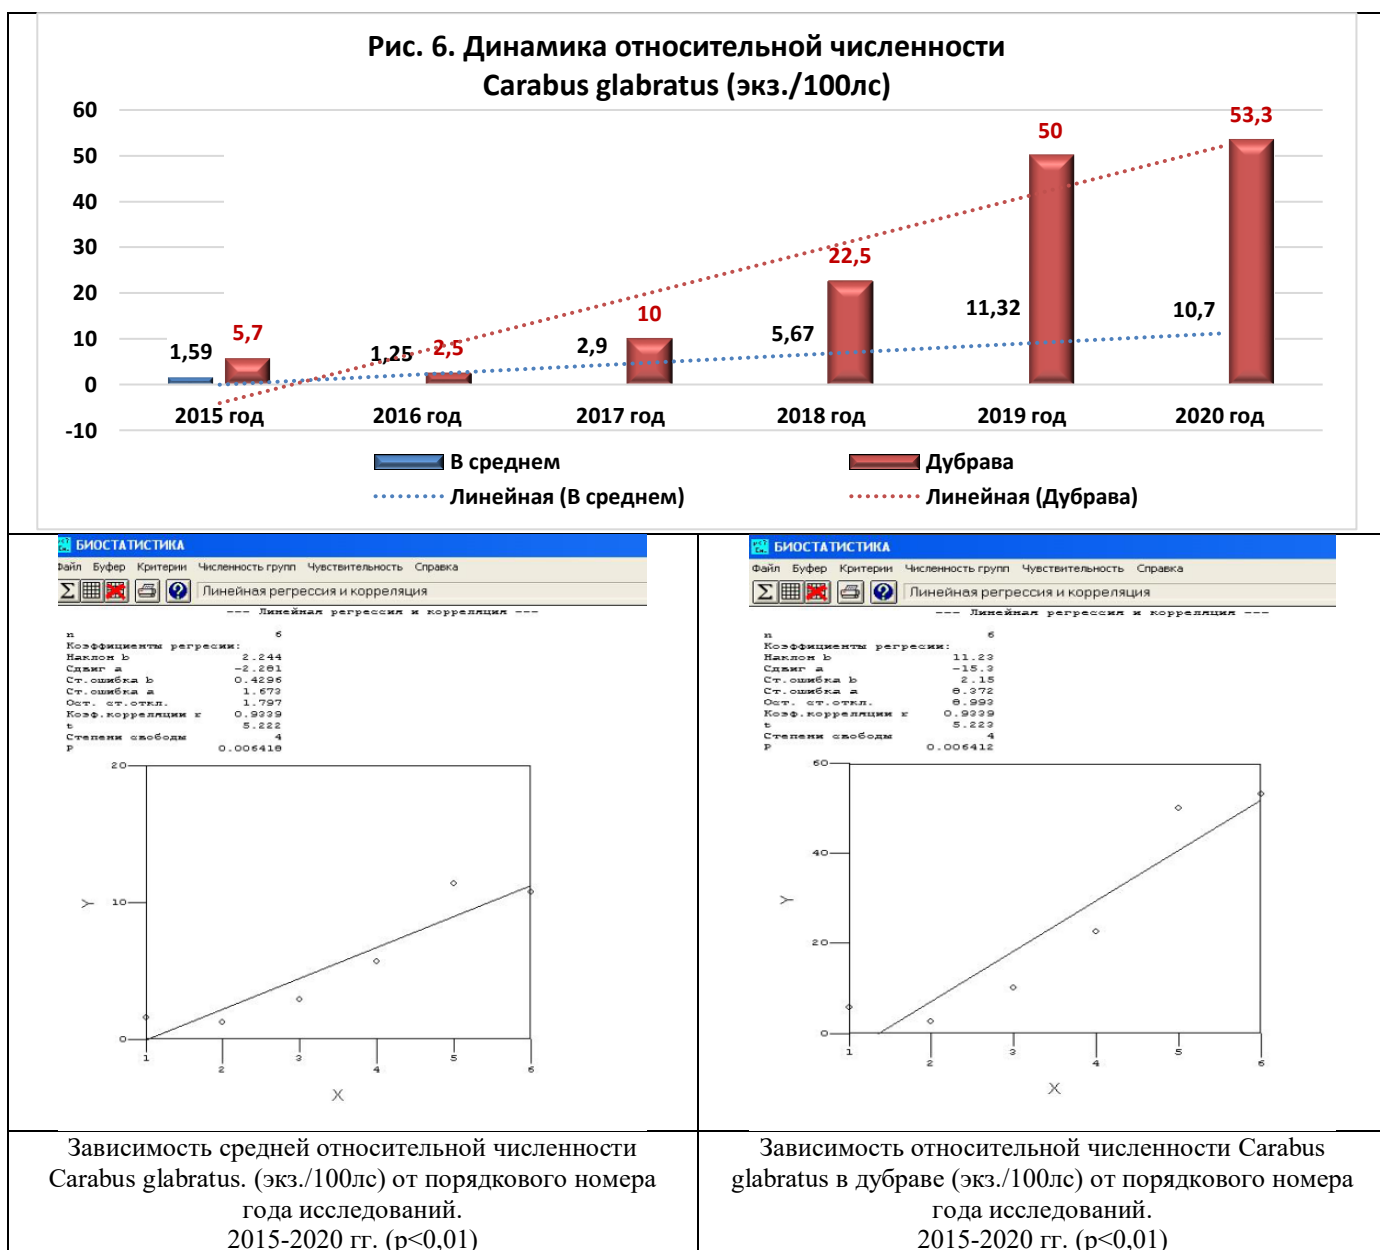 Рис. 6. Динамика относительной численности
Carabus glabratus (экз./100лс)
60
50
40
30
20
10
0
-10
1,59
5,7
1,25
2,5
2,9
10
5,67
22,5
11,32
50
10,7
53,3
2015 год
2016 год
2017 год
2018 год
2019 год
2020 год
В среднем
Дубрава
Линейная (В среднем)
Линейная (Дубрава)
БИОСТАТИСТИКА
Файл Буфер Критерии Численность групп Чувствительность Справка
Линейная регрессия и корреляция
--- Линейная регрессия и корреляция ---
n 6
Коэффициенты регресии:
Наклон b 2.244
Сдвиг a -2.281
Ст.ошибка b 0.4296
Ст.ошибка a 1.673
Ост. ст.откл. 1.797
Коэф.корреляции r 0.9339
t 5.222
Степени свободы 4
P 0.006418
20
10
0
Y
1
2
3
4
5
6
X
Зависимость средней относительной численности
Carabus glabratus. (экз./100лс) от порядкового номера
года исследований.
2015-2020 гг. (p<0,01)
БИОСТАТИСТИКА
Файл Буфер Критерии Численность групп Чувствительность Справка
Линейная регрессия и корреляция
--- Линейная регрессия и корреляция ---
n 6
Коэффициенты регресии:
Наклон b 11.23
Сдвиг a -15.3
Ст.ошибка b 2.15
Ст.ошибка a 8.372
Ост. ст.откл. 8.993
Коэф.корреляции r 0.9339
t 5.223
Степени свободы 4
P 0.006412
60
40
20
0
Y
1
2
3
4
5
6
X
Зависимость относительной численности Carabus
glabratus в дубраве (экз./100лс) от порядкового номера
года исследований.
2015-2020 гг. (p<0,01)